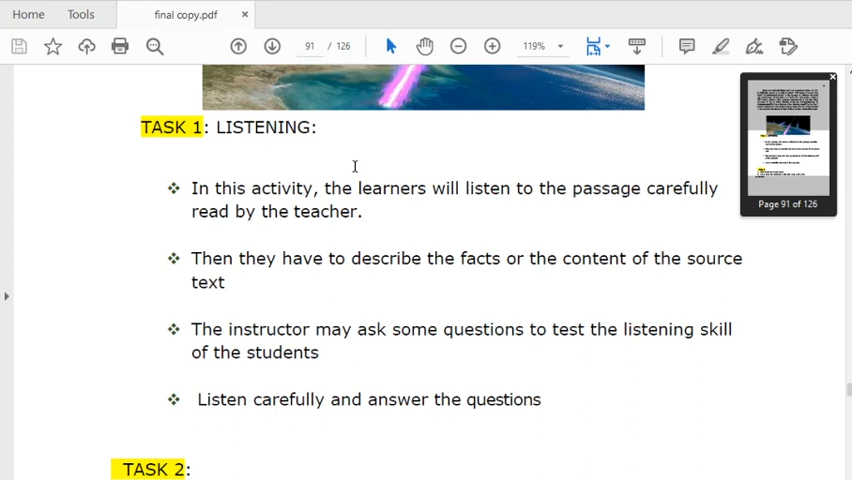 Home Tools final copy.pdf ×
91 / 126 119%
TASK 1: LISTENING:
❖ In this activity, the learners will listen to the passage carefully
read by the teacher.
❖ Then they have to describe the facts or the content of the source
text
❖ The instructor may ask some questions to test the listening skill
of the students
❖ Listen carefully and answer the questions
TASK 2:
Page 91 of 126